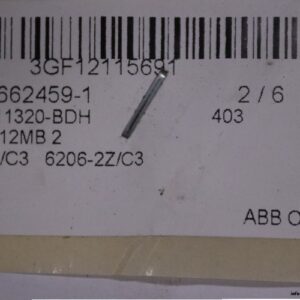 3GF12115691
662459-1 2 / 6
1320-BDH 403
12MB 2
/C3 6206-2Z/C3
ABB O